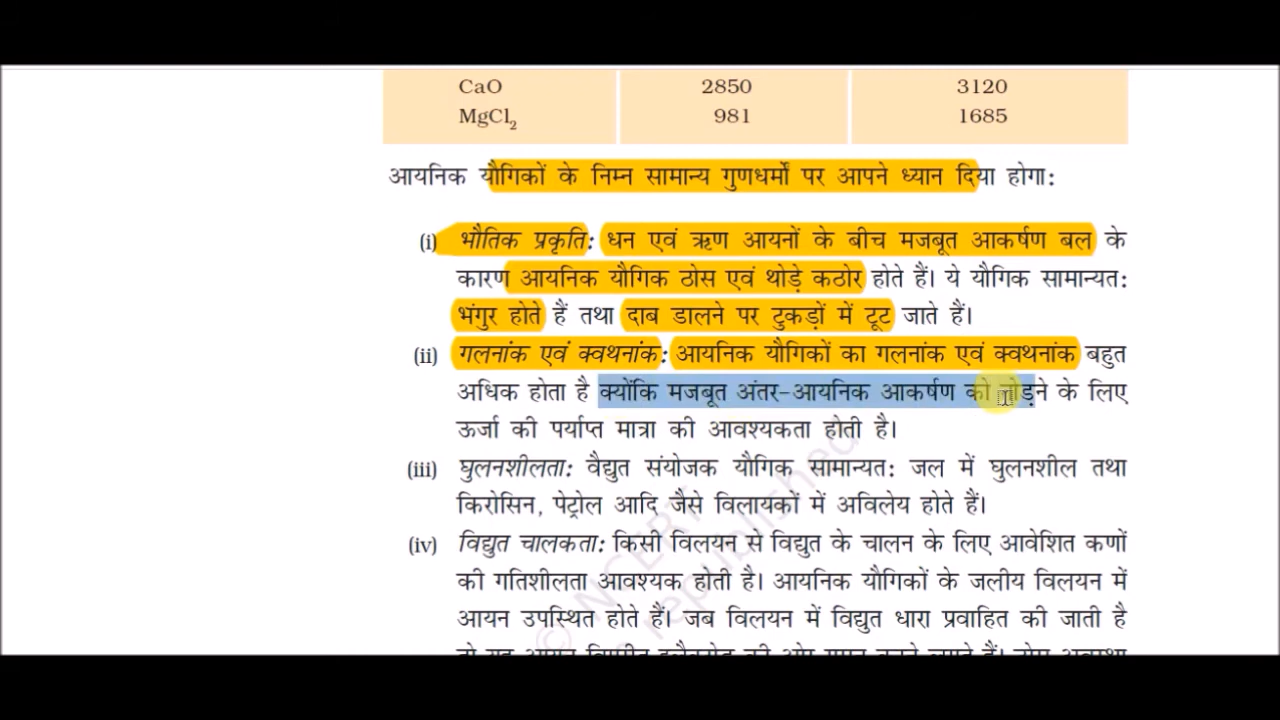 CaO 2850 3120
MgCl₂ 981 1685
आयनिक यौगिकों के निम्न सामान्य गुणधर्मों पर आपने ध्यान दिया होगा:
(i) भौतिक प्रकृति: धन एवं ऋण आयनों के बीच मजबूत आकर्षण बल के
कारण आयनिक यौगिक ठोस एवं थोड़े कठोर होते हैं। ये यौगिक सामान्यत:
भंगुर होते हैं तथा दाब डालने पर टुकड़ों में टूट जाते हैं।
(ii) गलनांक एवं क्वथनांक: आयनिक यौगिकों का गलनांक एवं क्वथनांक बहुत
अधिक होता है क्योंकि मजबूत अंतर-आयनिक आकर्षण को तोड़ने के लिए
ऊर्जा की पर्याप्त मात्रा की आवश्यकता होती है।
(iii) घुलनशीलता: वैद्युत संयोजक यौगिक सामान्यत: जल में घुलनशील तथा
किरोसिन, पेट्रोल आदि जैसे विलायकों में अविलेय होते हैं।
(iv) विद्युत चालकता: किसी विलयन से विद्युत के चालन के लिए आवेशित कणों
की गतिशीलता आवश्यक होती है। आयनिक यौगिकों के जलीय विलयन में
आयन उपस्थित होते हैं। जब विलयन में विद्युत धारा प्रवाहित की जाती है
© NCERT
republished